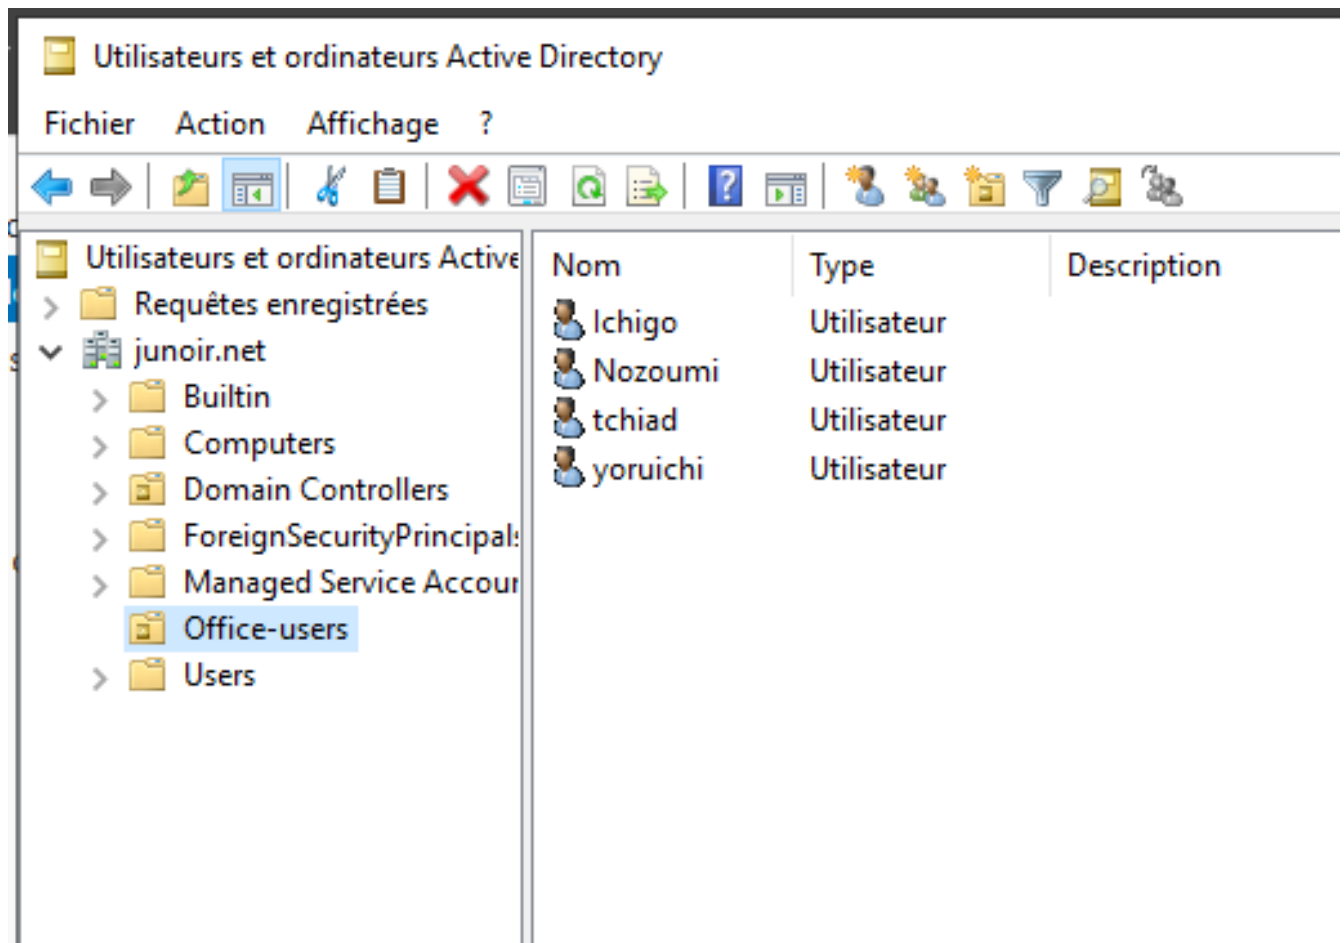 Utilisateurs et ordinateurs Active Directory
Fichier Action Affichage ?
Utilisateurs et ordinateurs Active
Requêtes enregistrées
junoir.net
Builtin
Computers
Domain Controllers
ForeignSecurityPrincipals
Managed Service Accour
Office-users
Users
Nom Type Description
Ichigo Utilisateur
Nozoumi Utilisateur
tchiad Utilisateur
yoruichi Utilisateur